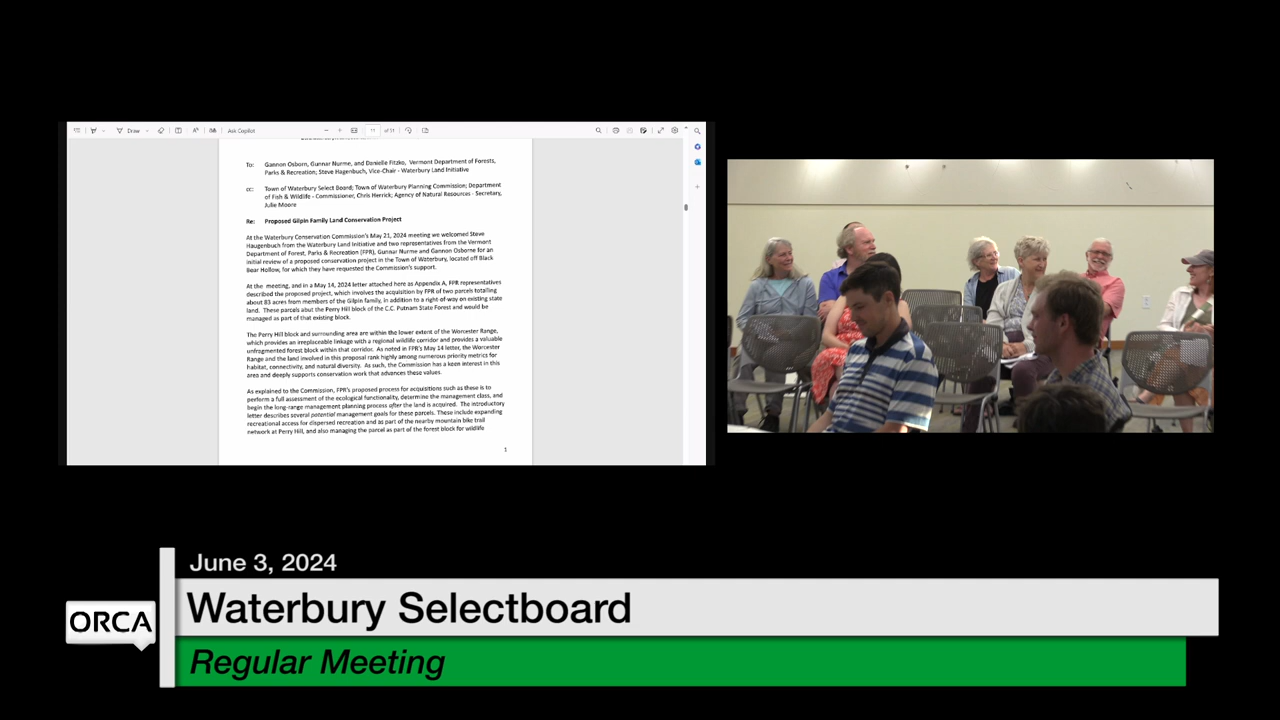 Draw
Ask Copilot
11
of 31
To: Gannon Osborn, Gunnar Nurme, and Danielle Fitzko, Vermont Department of Forests,
Parks & Recreation; Steve Hagenbuch, Vice-Chair - Waterbury Land Initiative
cc: Town of Waterbury Select Board; Town of Waterbury Planning Commission; Department
of Fish & Wildlife - Commissioner, Chris Herrick; Agency of Natural Resources - Secretary,
Julie Moore
Re: Proposed Gilpin Family Land Conservation Project
At the Waterbury Conservation Commission's May 21, 2024 meeting we welcomed Steve
Haugenbuch from the Waterbury Land Initiative and two representatives from the Vermont
Department of Forest, Parks & Recreation (FPR), Gunnar Nurme and Gannon Osborne for an
initial review of a proposed conservation project in the Town of Waterbury, located off Black
Bear Hollow, for which they have requested the Commission's support.
At the meeting, and in a May 14, 2024 letter attached here as Appendix A, FPR representatives
described the proposed project, which involves the acquisition by FPR of two parcels totalling
about 83 acres from members of the Gilpin family, in addition to a right-of-way on existing state
land. These parcels abut the Perry Hill block of the C.C. Putnam State Forest and would be
managed as part of that existing block.
The Perry Hill block and surrounding area are within the lower extent of the Worcester Range,
which provides an irreplaceable linkage with a regional wildlife corridor and provides a valuable
unfragmented forest block within that corridor. As noted in FPR's May 14 letter, the Worcester
Range and the land involved in this proposal rank highly among numerous priority metrics for
habitat, connectivity, and natural diversity. As such, the Commission has a keen interest in this
area and deeply supports conservation work that advances these values.
As explained to the Commission, FPR's proposed process for acquisitions such as these is to
perform a full assessment of the ecological functionality, determine the management class, and
begin the long-range management planning process after the land is acquired. The introductory
letter describes several potential management goals for these parcels. These include expanding
recreational access for dispersed recreation and as part of the nearby mountain bike trail
network at Perry Hill, and also managing the parcel as part of the forest block for wildlife
1
June 3, 2024
ORCA
Waterbury Selectboard
Regular Meeting